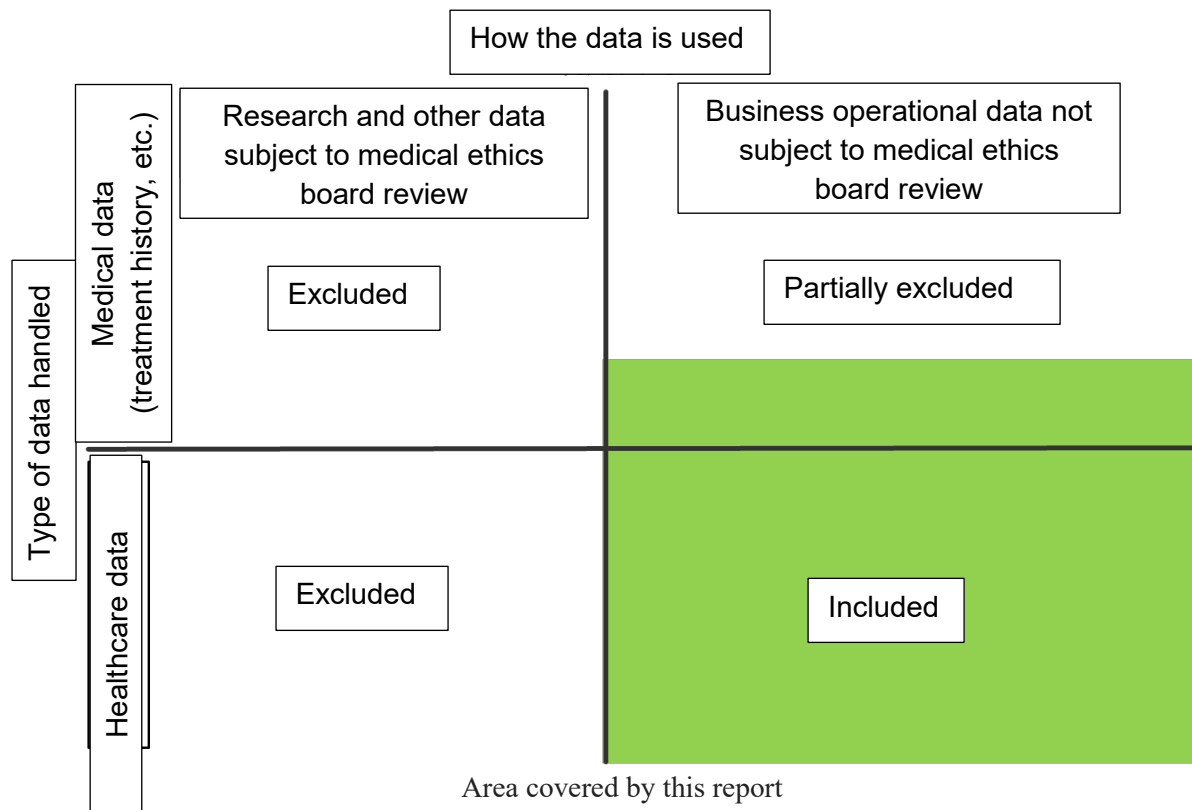 How the data is used
Research and other data
subject to medical ethics
board review
Business operational data not
subject to medical ethics
board review
Type of data handled
Medical data
(treatment history, etc.)
Excluded
Partially excluded
Healthcare data
Excluded
Included
Area covered by this report